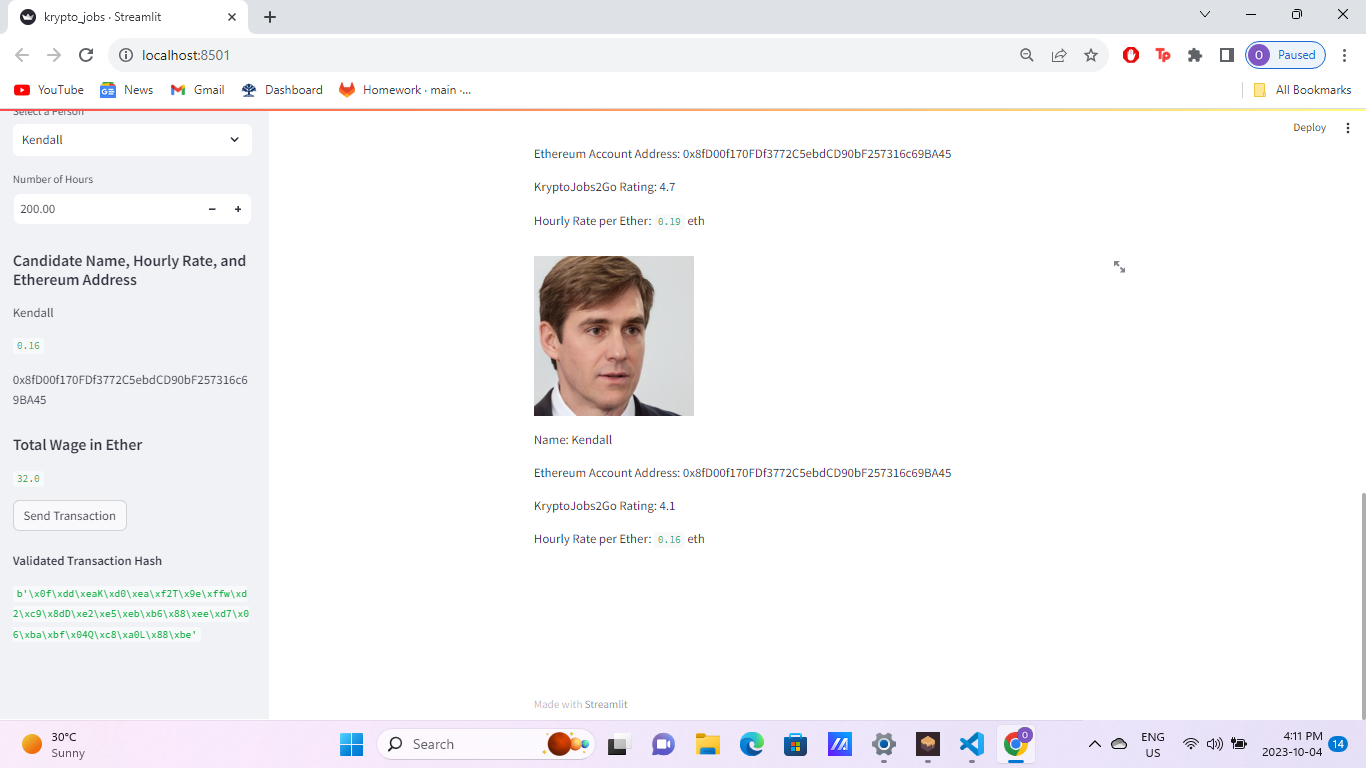 krypto_jobs · Streamlit
localhost:8501
O
Paused
YouTube
News
Gmail
Dashboard
Homework · main ·...
All Bookmarks
Select a Person
Kendall
Number of Hours
200.00
Candidate Name, Hourly Rate, and
Ethereum Address
Kendall
0.16
0x8fD00f170FDf3772C5ebdCD90bF257316c6
9BA45
Total Wage in Ether
32.0
Send Transaction
Validated Transaction Hash
b'\x0f\xdd\xeaK\xd0\xea\xf2T\x9e\xffw\xd
2\xc9\x8dD\xe2\xe5\xeb\xb6\x88\xee\xd7\x0
6\xba\xbf\x04Q\xc8\xa0L\x88\xbe'
Deploy
Ethereum Account Address: 0x8fD00f170FDf3772C5ebdCD90bF257316c69BA45
KryptoJobs2Go Rating: 4.7
Hourly Rate per Ether: 0.19 eth
Name: Kendall
Ethereum Account Address: 0x8fD00f170FDf3772C5ebdCD90bF257316c69BA45
KryptoJobs2Go Rating: 4.1
Hourly Rate per Ether: 0.16 eth
Made with Streamlit
30°C
Sunny
Search
ENG
US
4:11 PM
2023-10-04
14